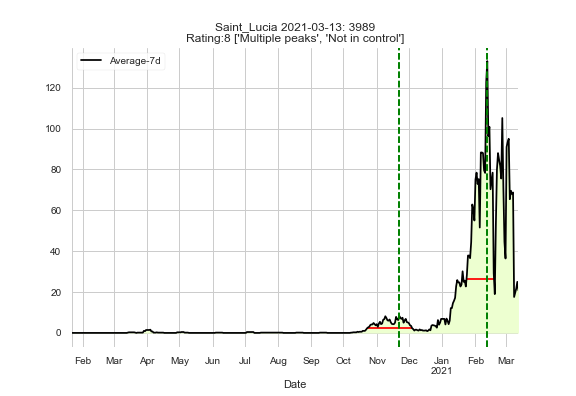 Saint_Lucia 2021-03-13: 3989
Rating:8 ['Multiple peaks', 'Not in control']
Average-7d
120
100
80
60
40
20
0
Feb Mar Apr May Jun Jul Aug Sep Oct Nov Dec Jan Feb Mar
2021
Date